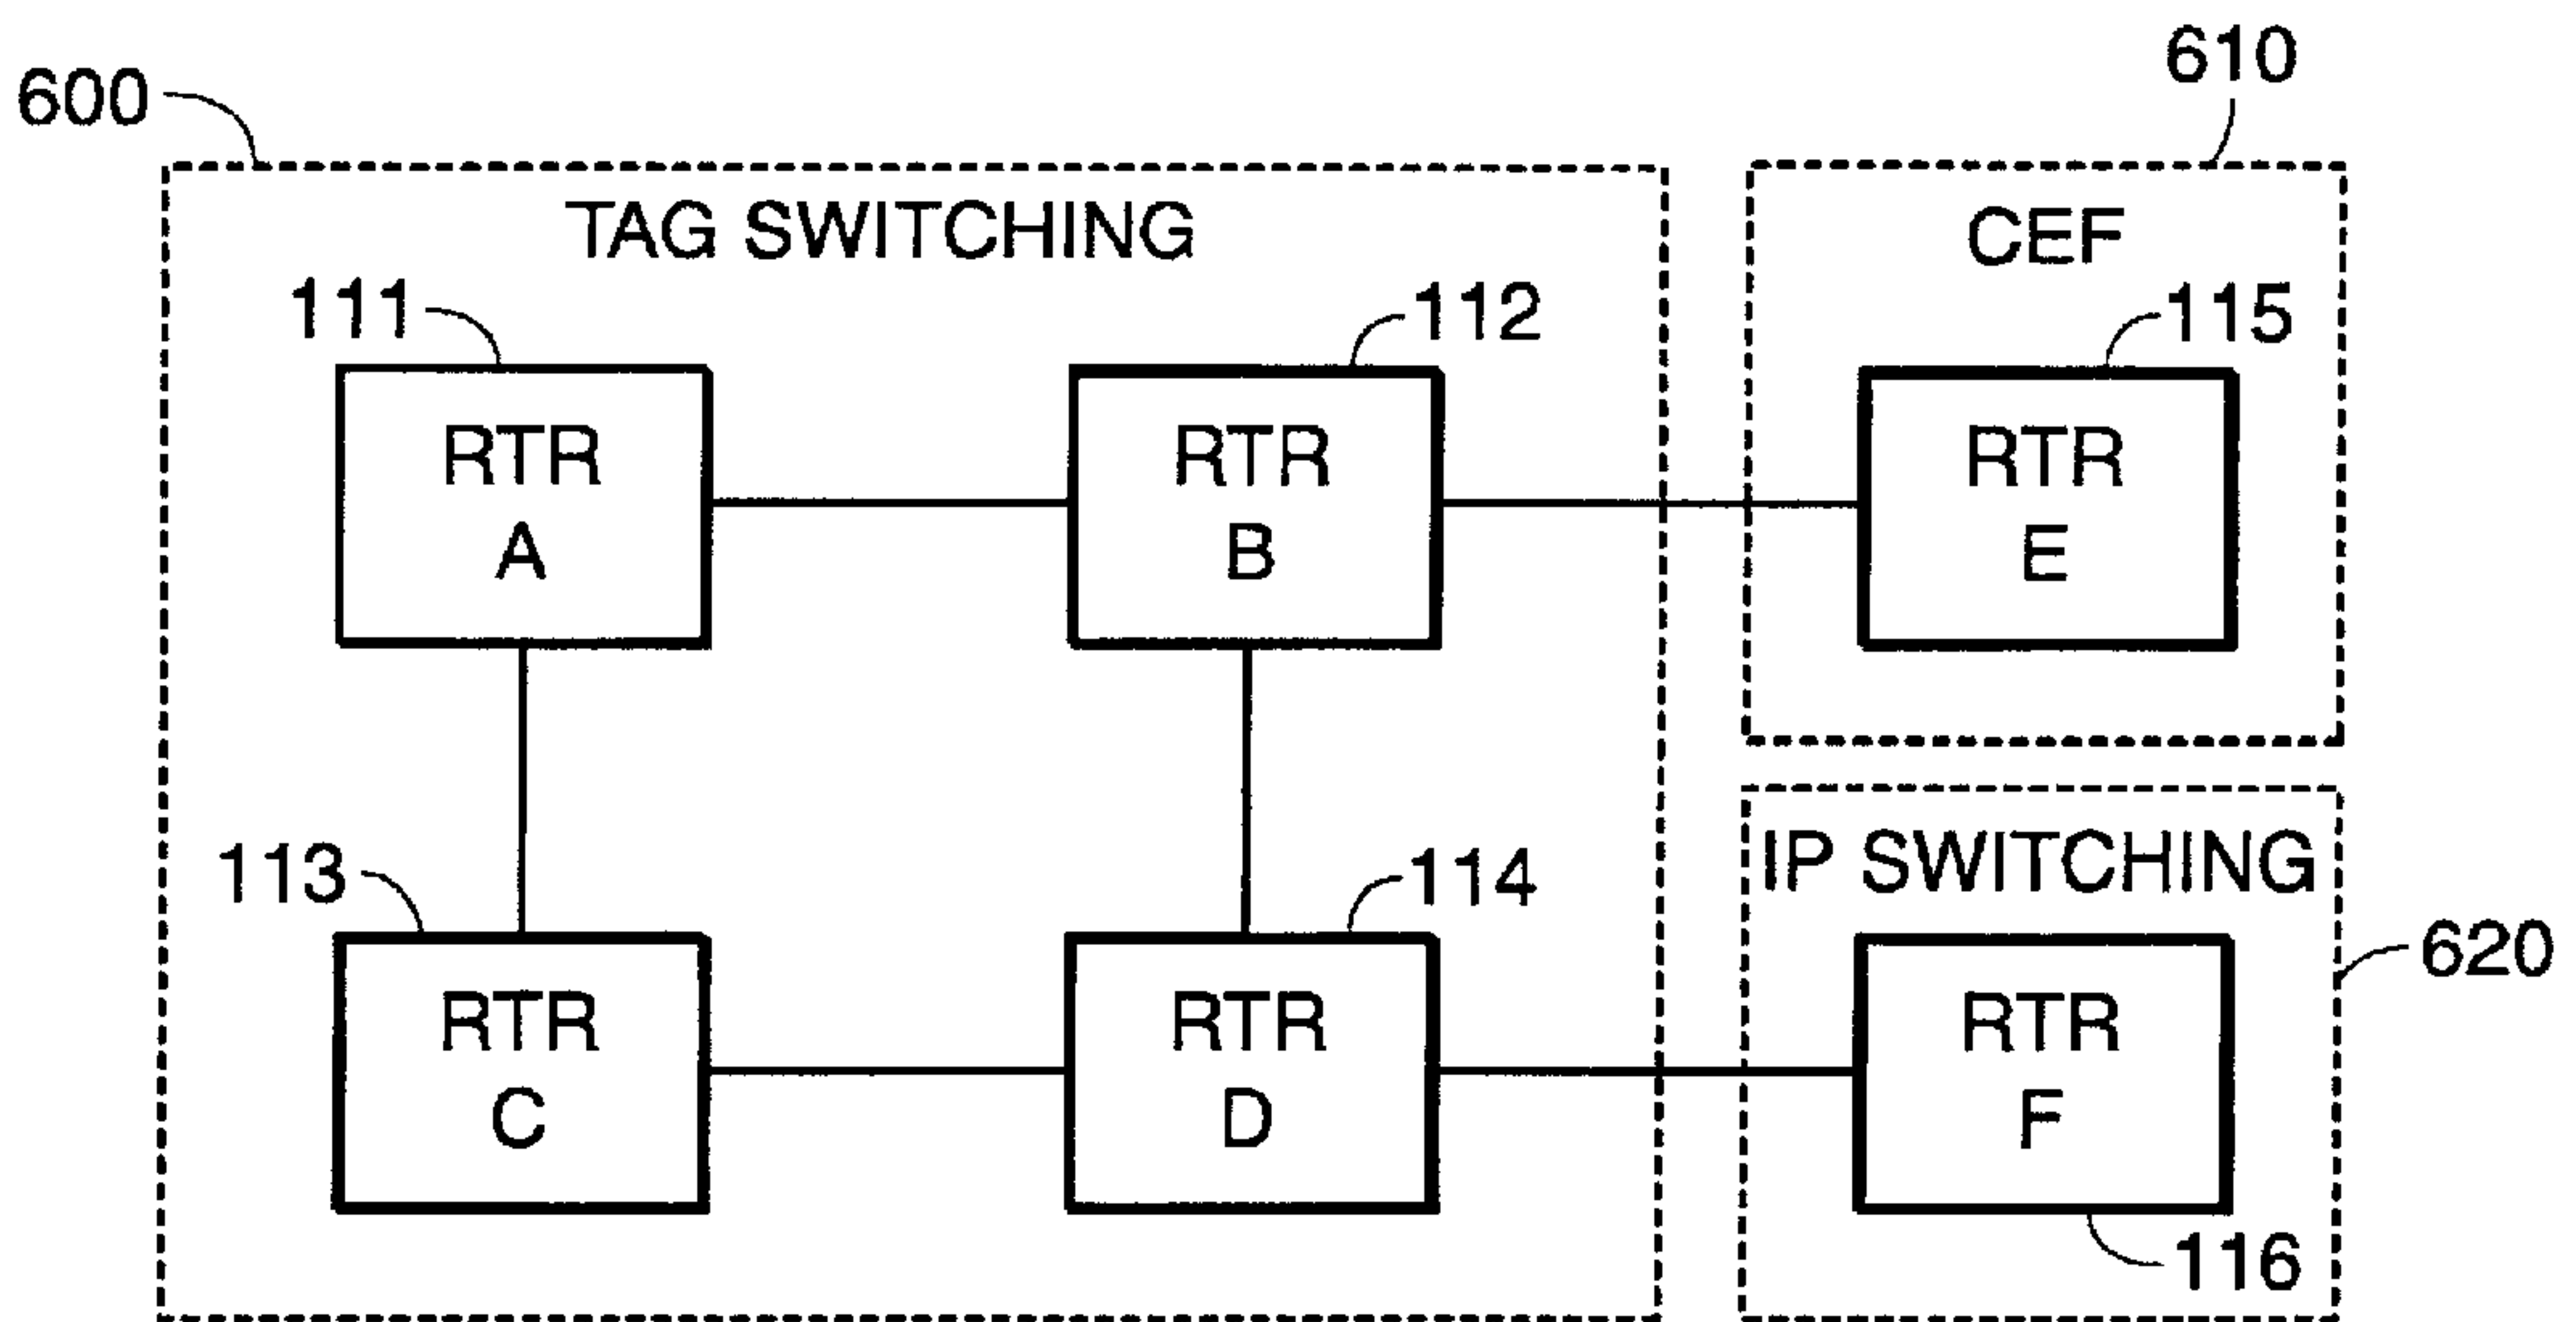 610
600
TAG SWITCHING
CEF
111
112
115
RTR
A
RTR
B
RTR
E
IP SWITCHING
113
114
620
RTR
C
RTR
D
RTR
F
116